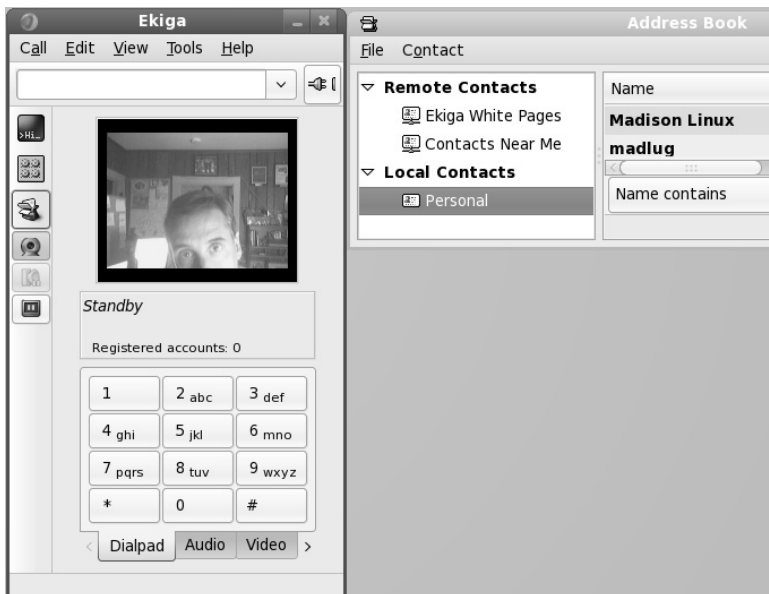 Ekiga
Call Edit View Tools Help
>Hi_
Standby
Registered accounts: 0
1 2 abc 3 def
4 ghi 5 jkl 6 mno
7 pqrs 8 tuv 9 wxyz
* 0 #
Dialpad Audio Video
Address Book
File Contact
Remote Contacts
Ekiga White Pages
Contacts Near Me
Local Contacts
Personal
Name
Madison Linux
madlug
Name contains